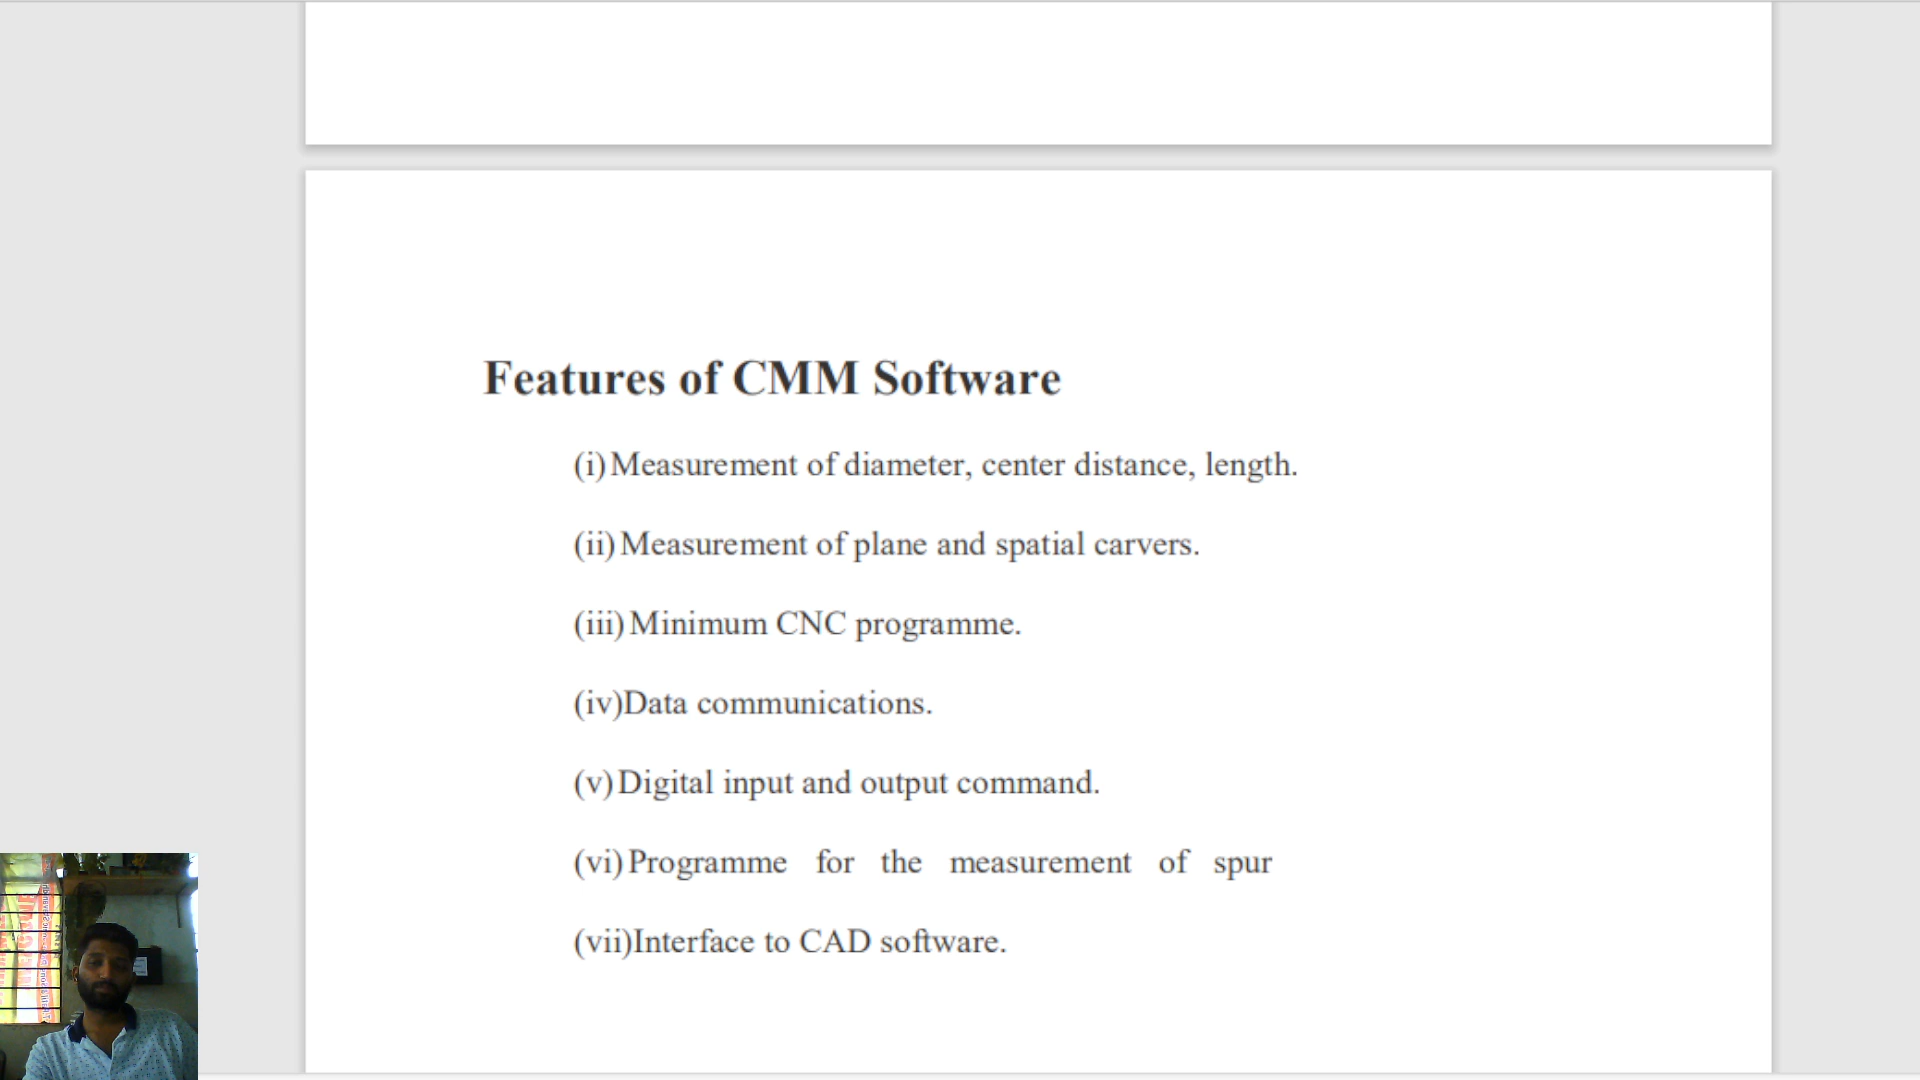 Features of CMM Software
(i) Measurement of diameter, center distance, length.
(ii) Measurement of plane and spatial carvers.
(iii) Minimum CNC programme.
(iv)Data communications.
(v) Digital input and output command.
(vi) Programme for the measurement of spur
(vii)Interface to CAD software.